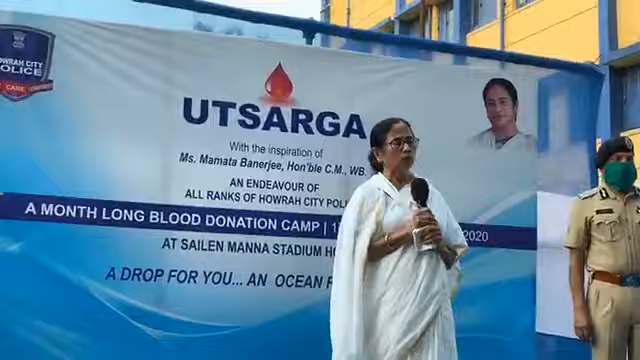 HOWRAH CITY
POLICE
UTSARGA
With the inspiration of
Ms. Mamata Banerjee, Hon'ble C.M., WB.
AN ENDEAVOUR OF
ALL RANKS OF HOWRAH CITY
A MONTH LONG BLOOD DONATION CAMP | 2020
AT SAILEN MANNA STADIUM
A DROP FOR YOU... AN OCEAN